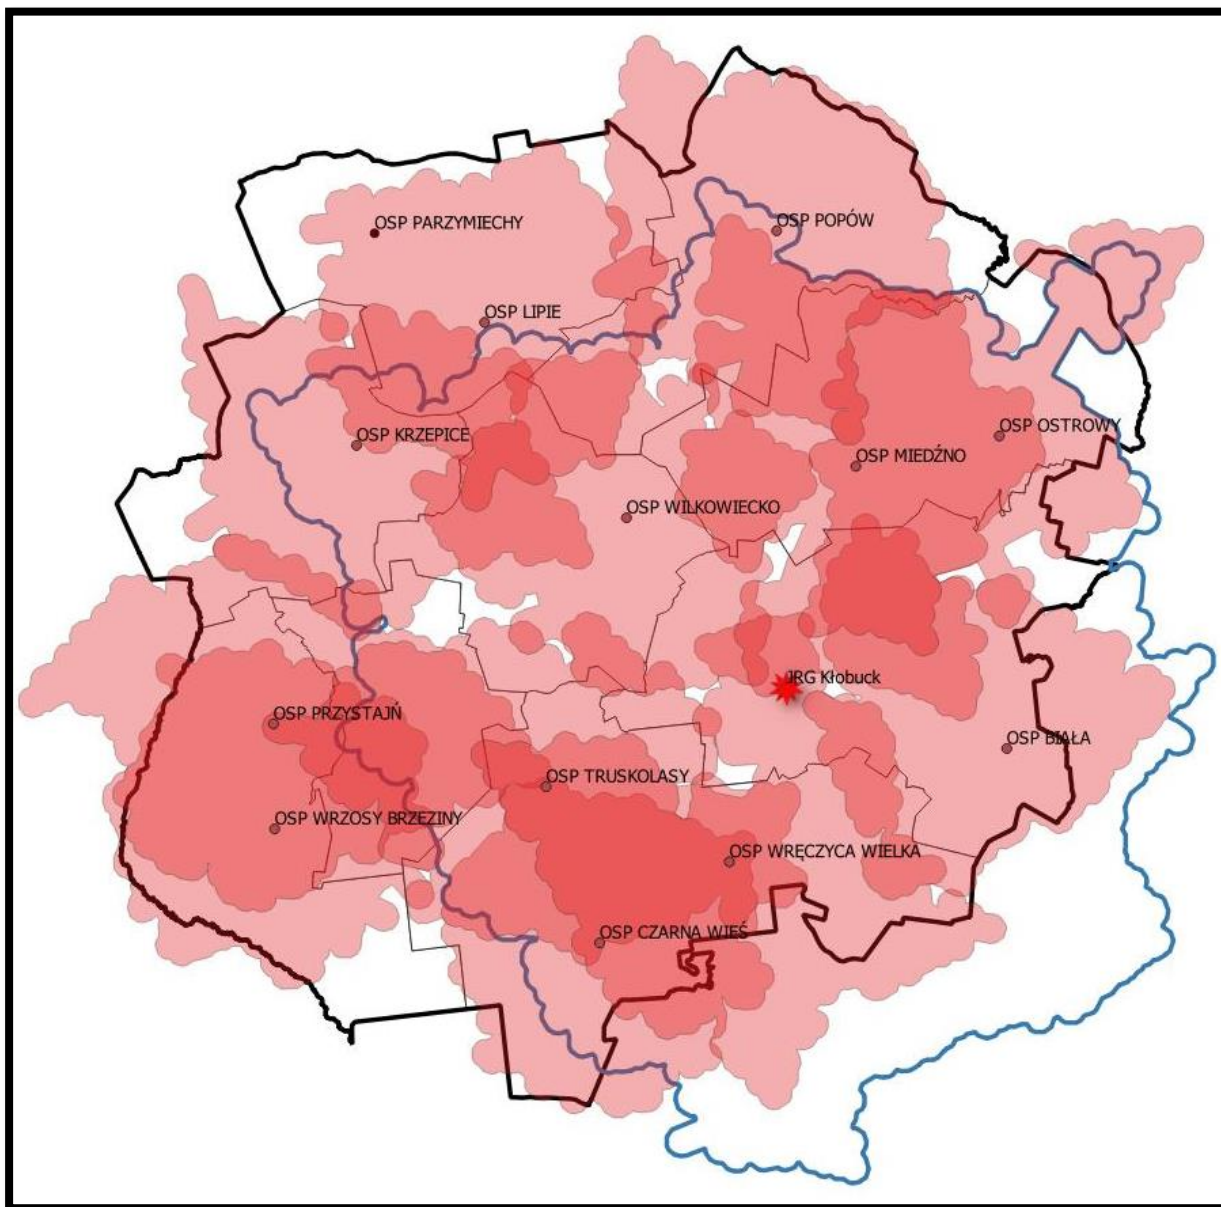 OSP PARZYMIECHY
OSP POPÓW
OSP LIPIE
OSP KRZEPICE
OSP OSTROWY
OSP MIEDŹNO
OSP WILKOWIECKO
JRG Kłobuck
OSP PRZYSTAJŃ
OSP BIAŁA
OSP TRUSKOLASY
OSP WRZOSY BRZEZINY
OSP WRĘCZYCA WIELKA
OSP CZARNA WIEŚ